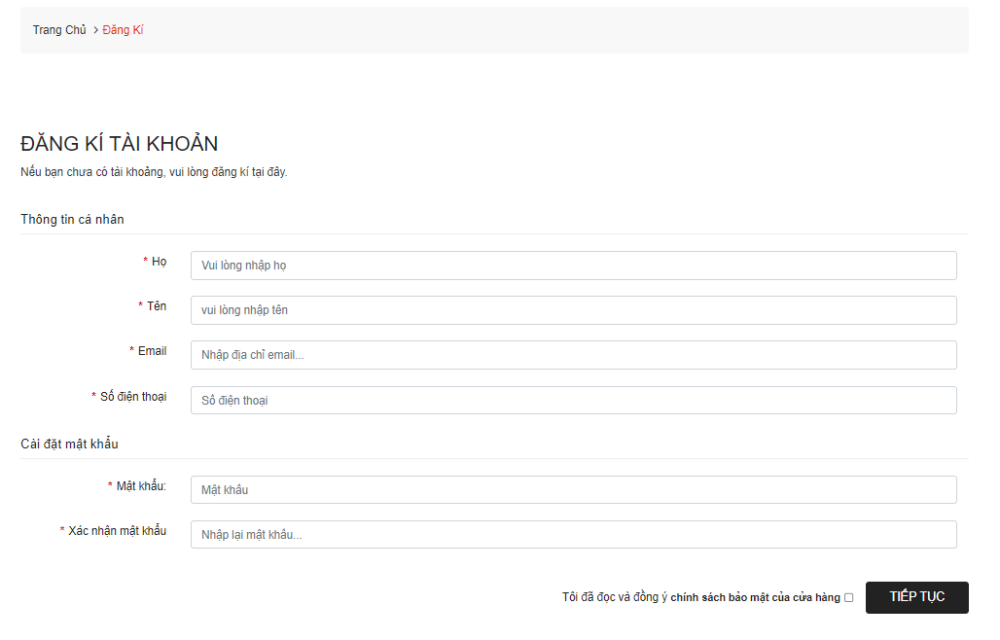 Trang Chủ > Đăng Kí
ĐĂNG KÍ TÀI KHOẢN
Nếu bạn chưa có tài khoảng, vui lòng đăng kí tại đây.
Thông tin cá nhân
* Họ Vui lòng nhập họ
* Tên vui lòng nhập tên
* Email Nhập địa chỉ email...
* Số điện thoại Số điện thoại
Cài đặt mật khẩu
* Mật khẩu: Mật khẩu
* Xác nhận mật khẩu Nhập lại mật khẩu...
Tôi đã đọc và đồng ý chính sách bảo mật của cửa hàng TIẾP TỤC